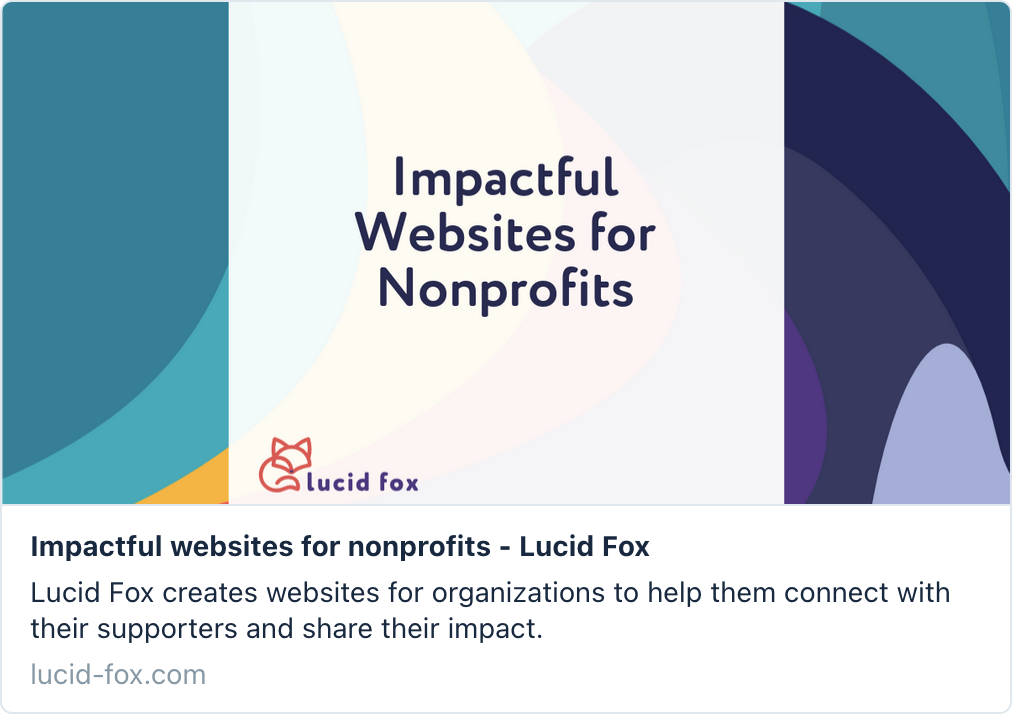 Impactful
Websites for
Nonprofits
lucid fox
Impactful websites for nonprofits - Lucid Fox
Lucid Fox creates websites for organizations to help them connect with
their supporters and share their impact.
lucid-fox.com